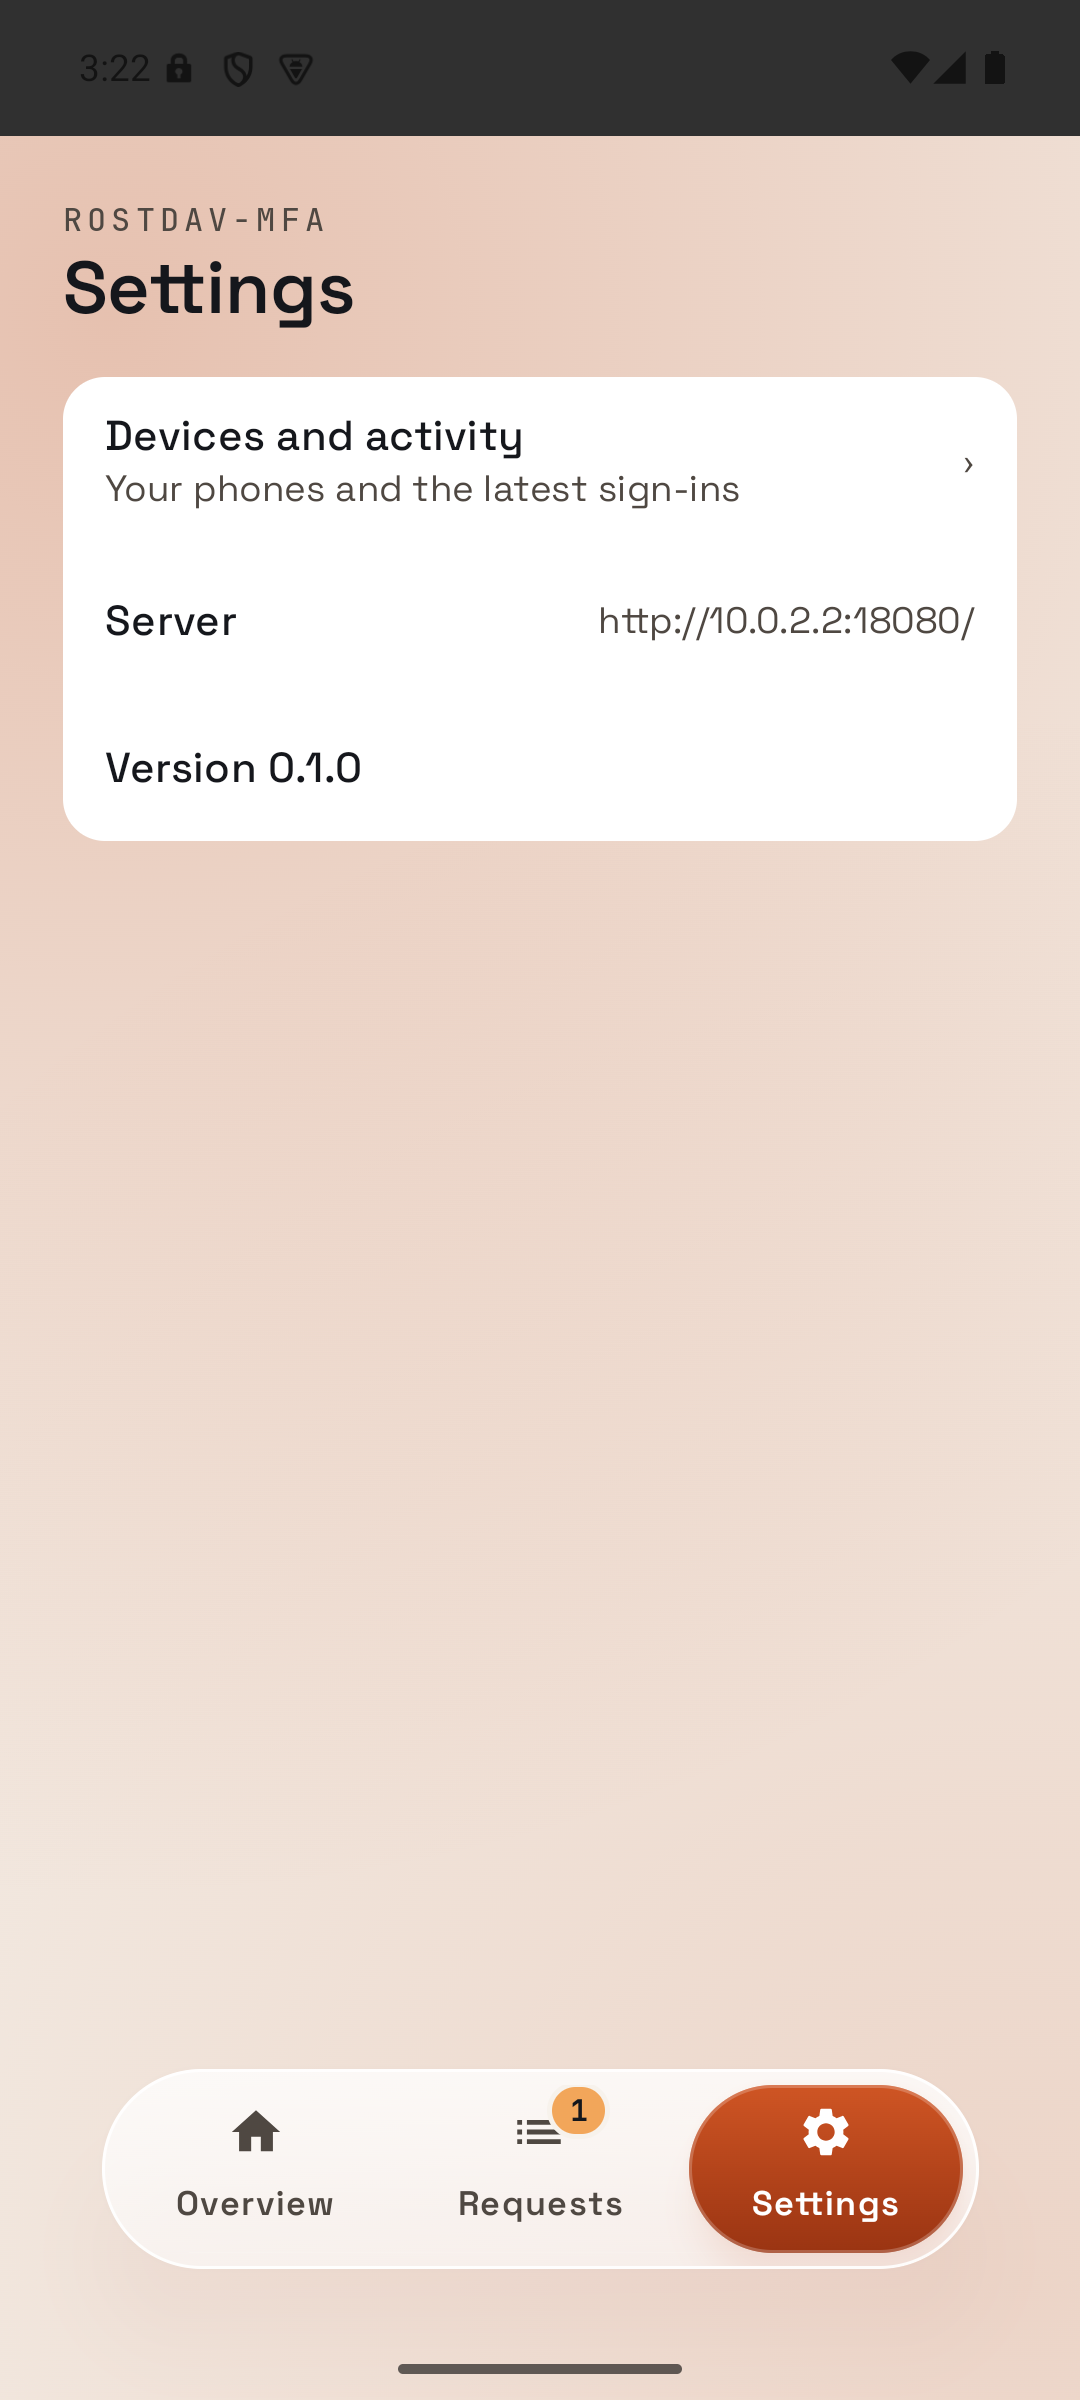 3:22
ROSTDAV-MFA
Settings
Devices and activity
Your phones and the latest sign-ins
›
Server
http://10.0.2.2:18080/
Version 0.1.0
1
Overview
Requests
Settings